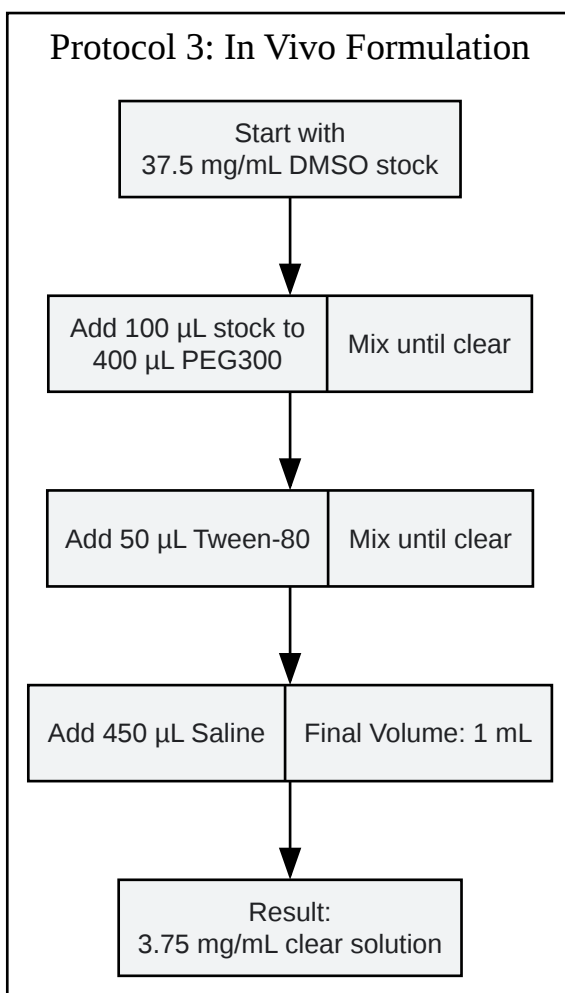 Protocol 3: In Vivo Formulation
Start with
37.5 mg/mL DMSO stock
Add 100 µL stock to
400 µL PEG300
Mix until clear
Add 50 µL Tween-80
Mix until clear
Add 450 µL Saline
Final Volume: 1 mL
Result:
3.75 mg/mL clear solution